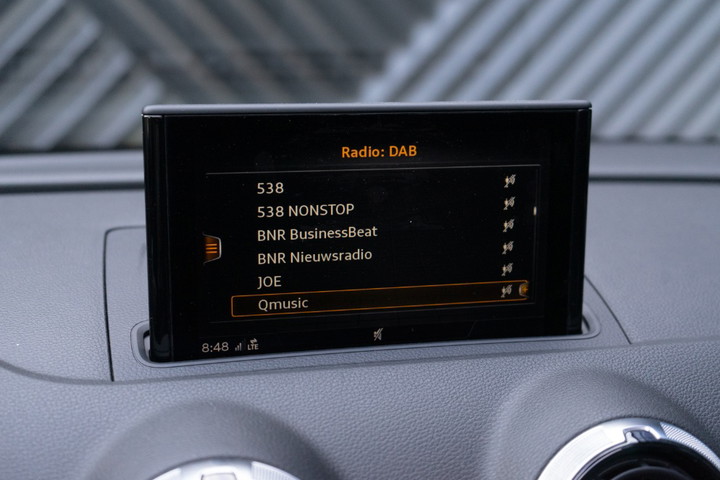 Radio: DAB
538
538 NONSTOP
BNR BusinessBeat
BNR Nieuwsradio
JOE
Qmusic
8:48 LTE